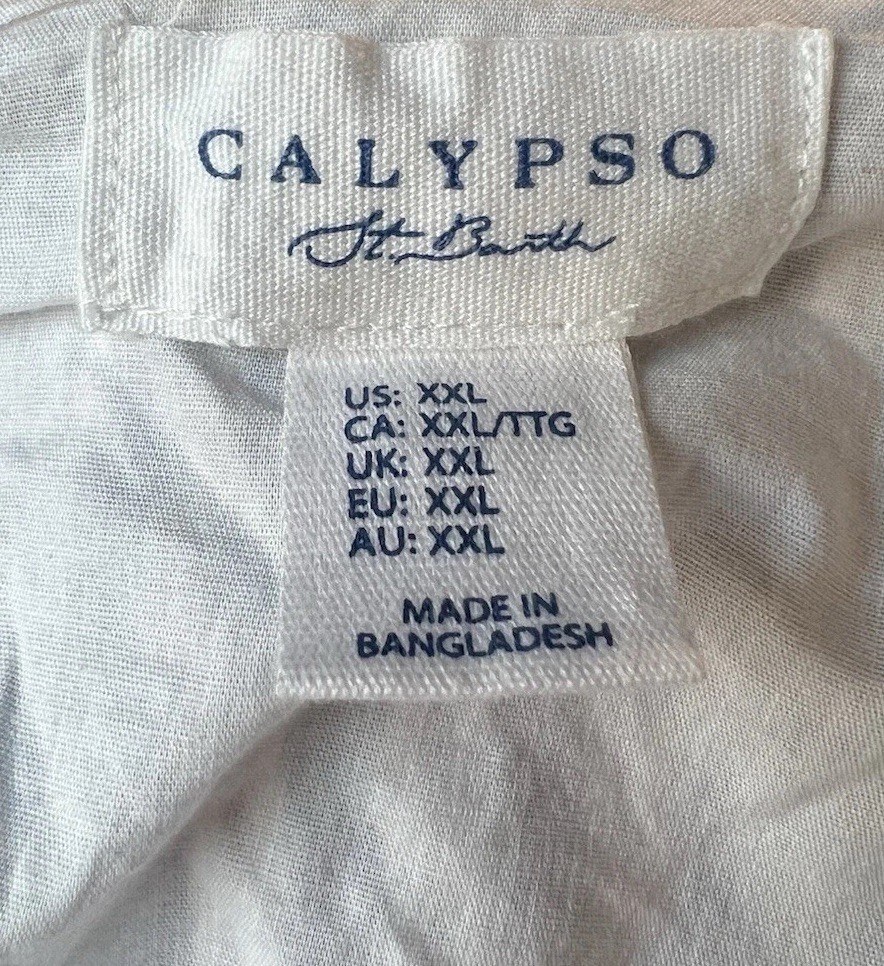 CALYPSO
St. Barth
US: XXL
CA: XXL/TTG
UK: XXL
EU: XXL
AU: XXL
MADE IN
BANGLADESH